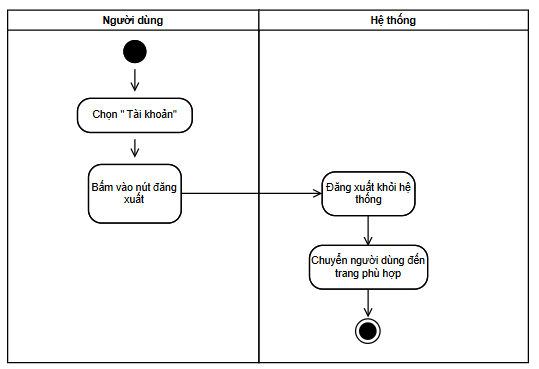 Người dùng
Hệ thống
Chọn " Tài khoản"
Bấm vào nút đăng
xuất
Đăng xuất khỏi hệ
thống
Chuyển người dùng đến
trang phù hợp